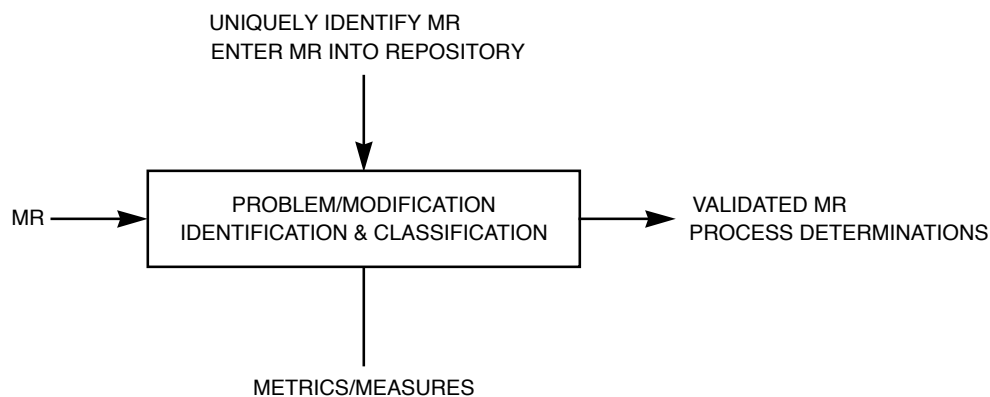 UNIQUELY IDENTIFY MR
ENTER MR INTO REPOSITORY
MR
PROBLEM/MODIFICATION
IDENTIFICATION & CLASSIFICATION
VALIDATED MR
PROCESS DETERMINATIONS
METRICS/MEASURES